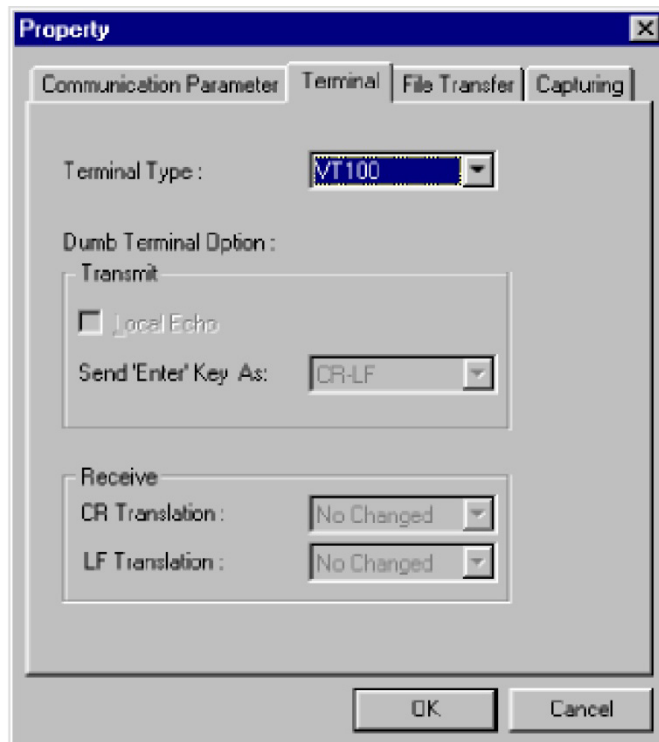 Property
Communication Parameter Terminal File Transfer Capturing
Terminal Type : VT100
Dumb Terminal Option :
Transmit
Local Echo
Send 'Enter' Key As: CR-LF
Receive
CR Translation : No Changed
LF Translation : No Changed
OK Cancel